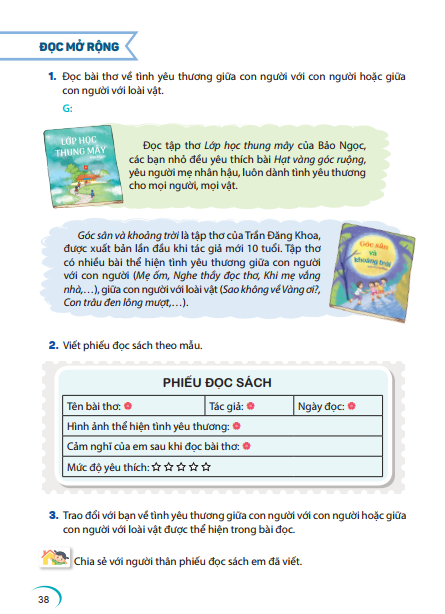 ĐỌC MỞ RỘNG
1. Đọc bài thơ về tình yêu thương giữa con người với con người hoặc giữa
con người với loài vật.
G:
LỚP HỌC
THUNG MÂY
Đọc tập thơ Lớp học thung mây của Bảo Ngọc,
các bạn nhỏ đều yêu thích bài Hạt vàng góc ruộng,
yêu người mẹ nhân hậu, luôn dành tình yêu thương
cho mọi người, mọi vật.
Góc sân và khoảng trời là tập thơ của Trần Đăng Khoa,
được xuất bản lần đầu khi tác giả mới 10 tuổi. Tập thơ
có nhiều bài thể hiện tình yêu thương giữa con người
với con người (Mẹ ốm, Nghe thầy đọc thơ, Khi mẹ vắng
nhà,...), giữa con người với loài vật (Sao không về Vàng ơi?,
Con trâu đen lông mượt,...).
Góc sân
và
khoảng trời
2. Viết phiếu đọc sách theo mẫu.
PHIẾU ĐỌC SÁCH
Tên bài thơ: Tác giả: Ngày đọc:
Hình ảnh thể hiện tình yêu thương:
Cảm nghĩ của em sau khi đọc bài thơ:
Mức độ yêu thích: ☆ ☆ ☆ ☆ ☆
3. Trao đổi với bạn về tình yêu thương giữa con người với con người hoặc giữa
con người với loài vật được thể hiện trong bài đọc.
Chia sẻ với người thân phiếu đọc sách em đã viết.
38